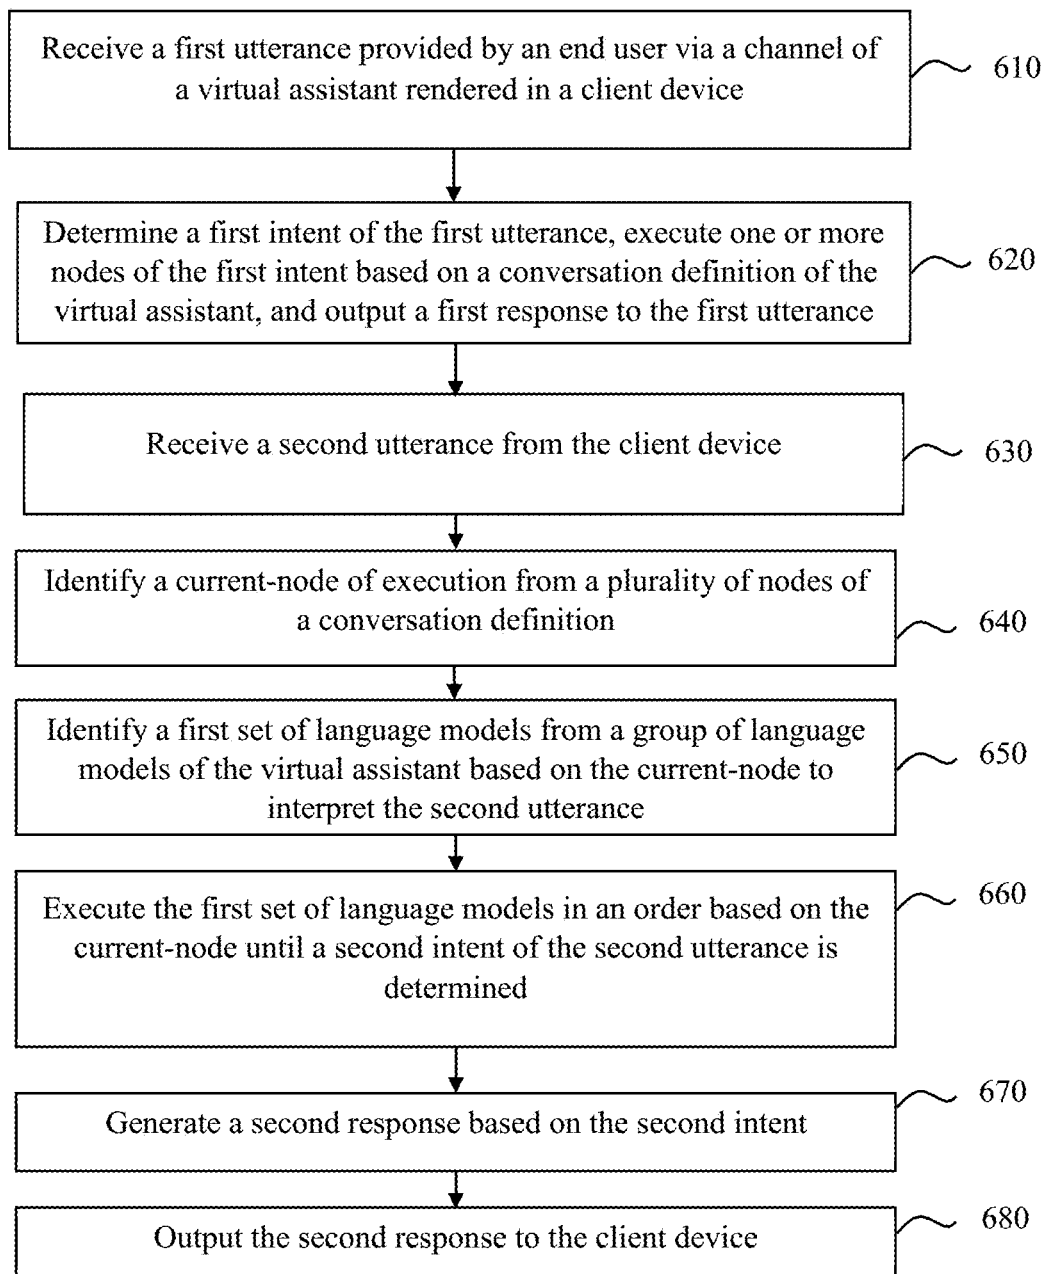 Receive a first utterance provided by an end user via a channel of
a virtual assistant rendered in a client device
610
Determine a first intent of the first utterance, execute one or more
nodes of the first intent based on a conversation definition of the
virtual assistant, and output a first response to the first utterance
620
Receive a second utterance from the client device
630
Identify a current-node of execution from a plurality of nodes of
a conversation definition
640
Identify a first set of language models from a group of language
models of the virtual assistant based on the current-node to
interpret the second utterance
650
Execute the first set of language models in an order based on the
current-node until a second intent of the second utterance is
determined
660
Generate a second response based on the second intent
670
Output the second response to the client device
680